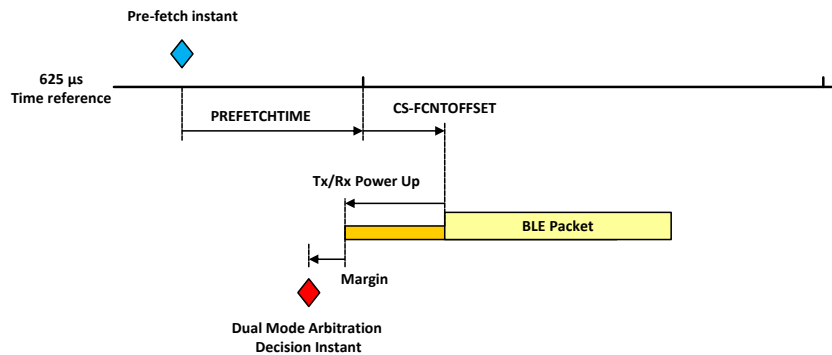 Pre-fetch instant
625 µs
Time reference
PREFETCHTIME
CS-FCNTOFFSET
Tx/Rx Power Up
BLE Packet
Margin
Dual Mode Arbitration
Decision Instant